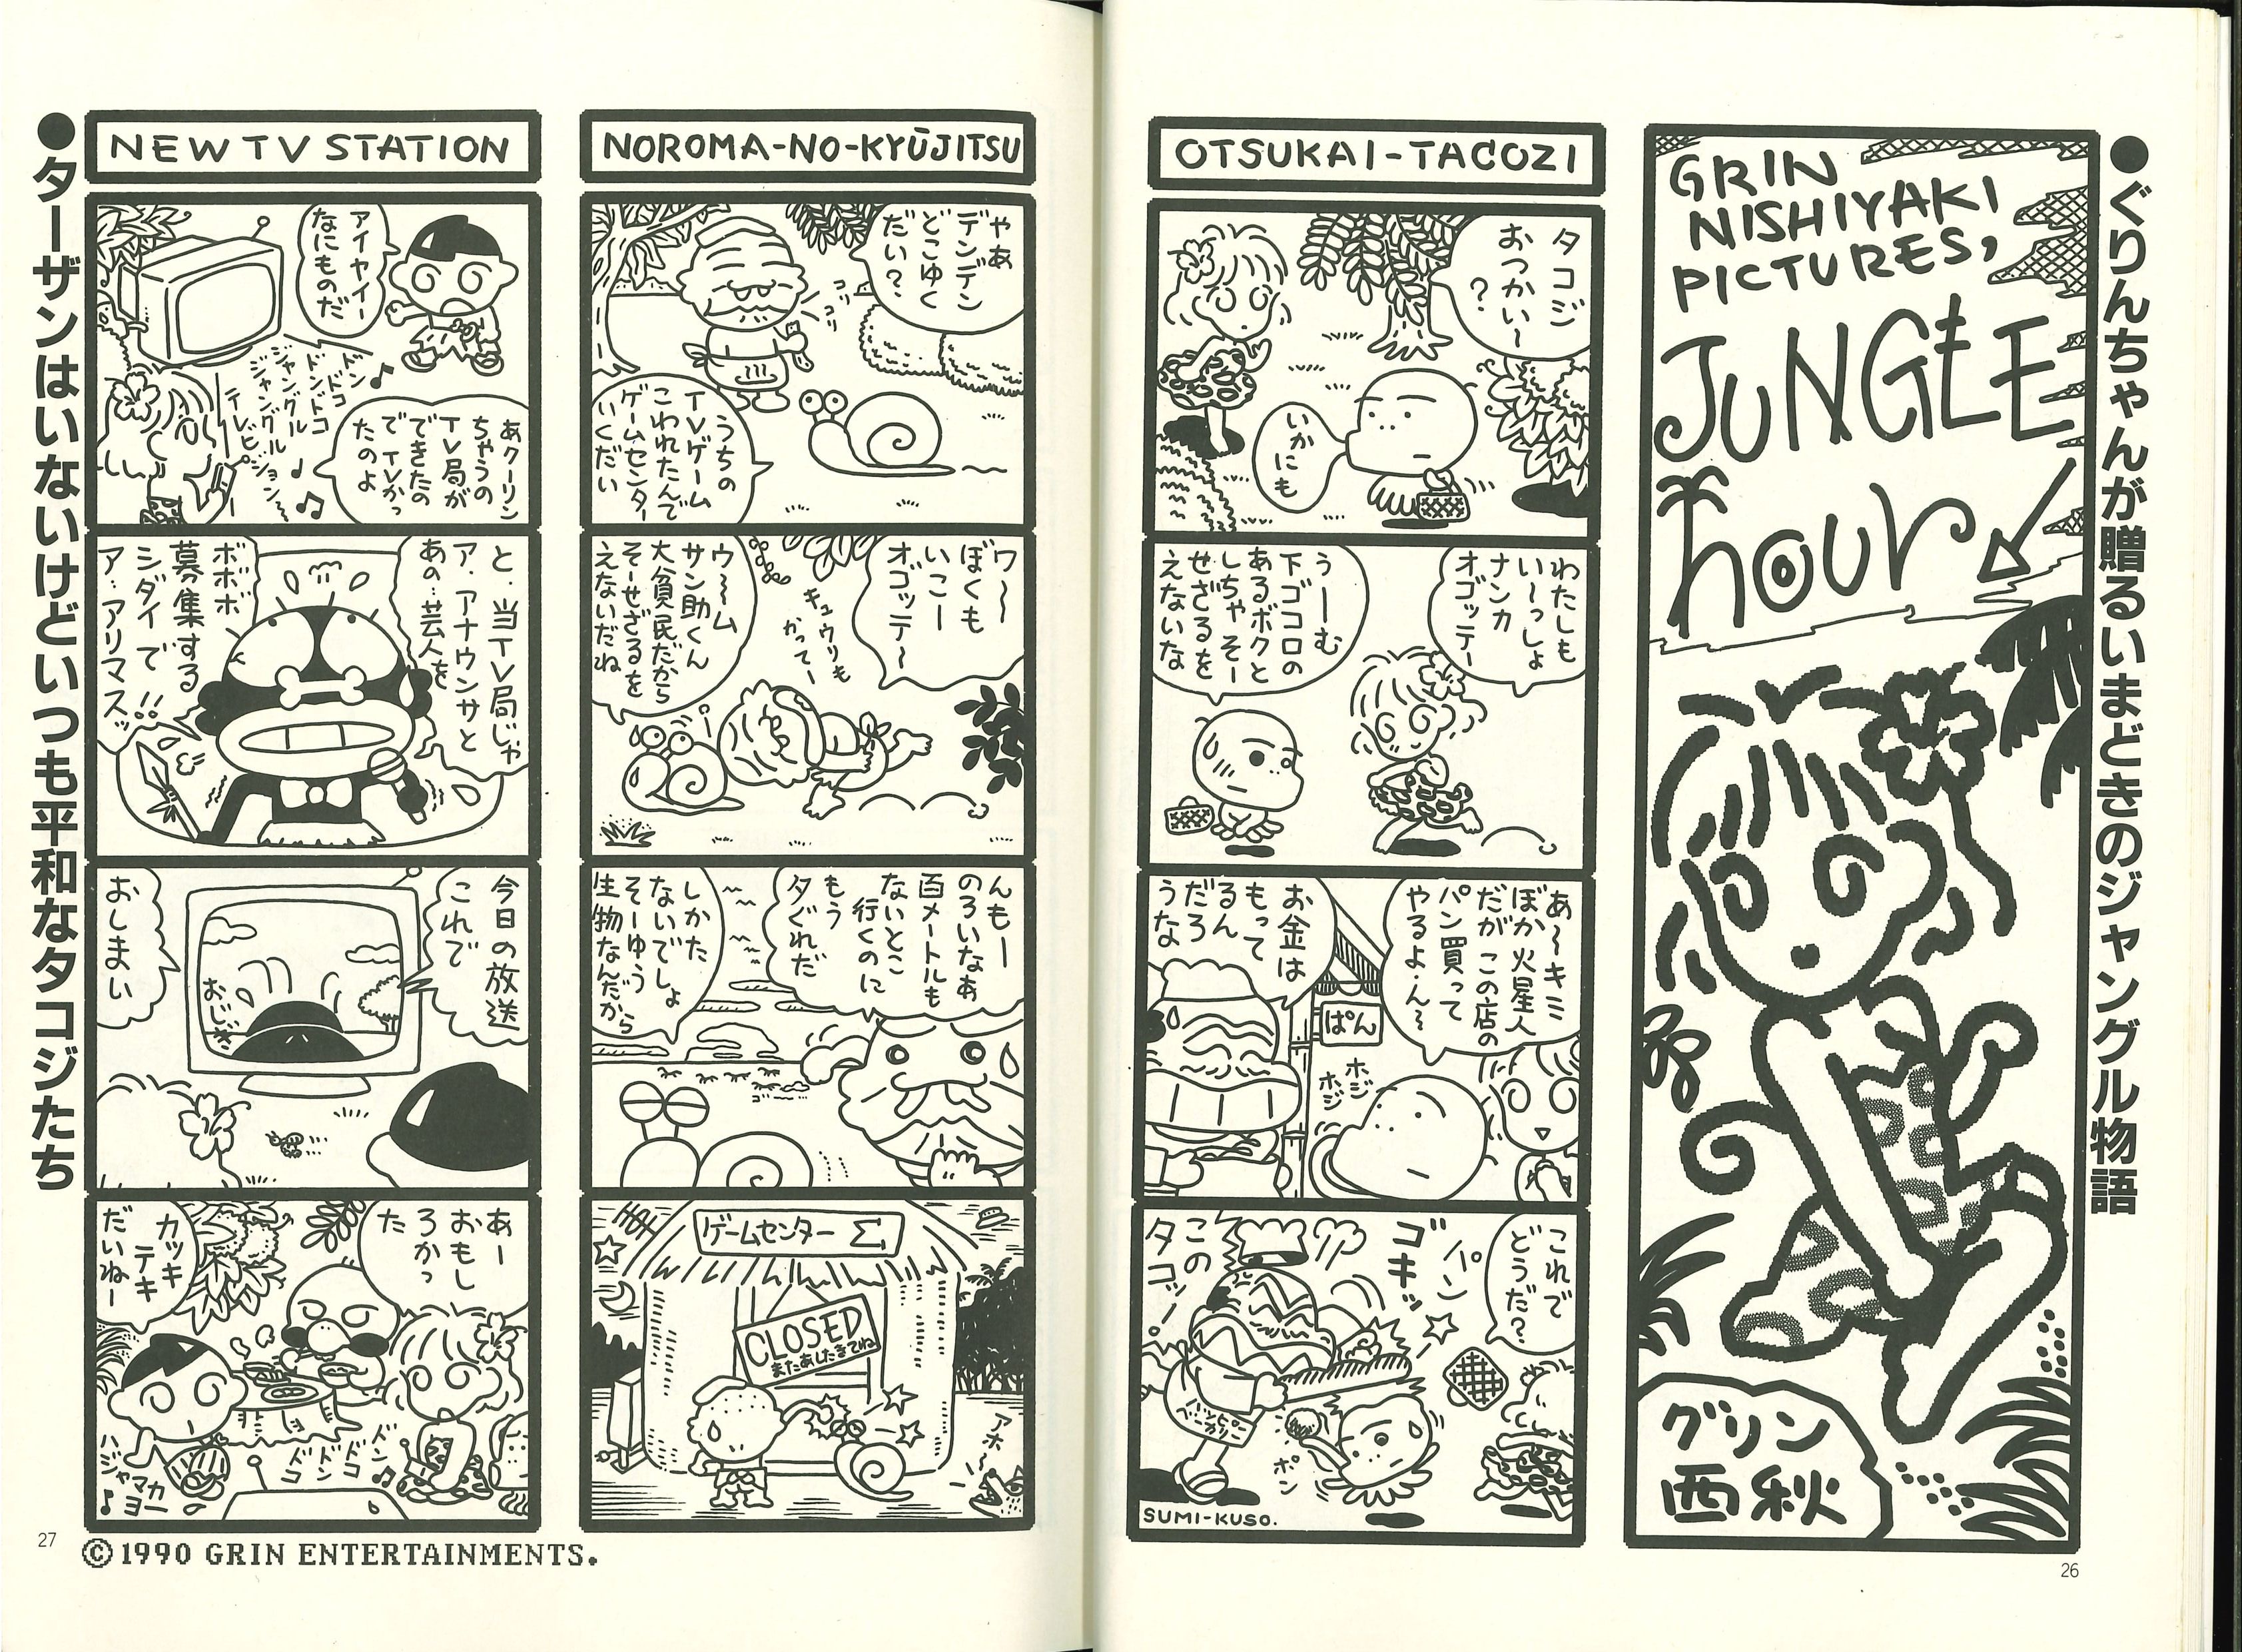 ●ぐりんちゃんが贈るいまどきのジャングル物語
GRIN
NISHIYAKI
PICTURES,
JUNGLE
hour
グリン
西秋
OTSUKAI-TACOZI
タコジ
おつかい〜
?
いかにも
わたしも
い〜っしょ
ナンカ
オゴッテー
うーむ
下ゴコロの
あるボクと
しちゃそー
せざるを
えないな
あ〜キミ
ぼか火星人
だがこの店の
パン買って
やるよ・ん〜
お金は
もって
るん
だろ
うな
ぱん
ホジ
ホジ
これで
どうだ?
パン
ゴキッ
この
タコッ
ポン
SUMI-KUSO.
26
NOROMA-NO-KYŪJITSU
やあ
デンデン
どこゆく
だい?
コリ
コリ
うちの
TVゲーム
こわれたんで
ゲームセンター
いくだい
ワ〜
ぼくも
いこー
オゴッテ〜
キュウリも
かってー
ウ〜ム
サン助くん
大貧民だから
そーせざるを
えないだね
んもー
のろいなあ
百メートルも
ないとこ
行くのに
もう
夕ぐれだ
しかた
ないでしょ
そーゆう
生物なんだから
ゲームセンター Σ
CLOSED
またあしたきてね
アホー
NEW TV STATION
アイヤイー
なにものだ
ドン
ドドコ
ドンドコ
ジャングル
ジャングル
テレビジョン
あクーリン
ちゃうの
TV局が
できたの
で TVかっ
たのよ
と、当TV局じゃ
ア・アナウンサと
あの…芸人を
ボボボ
募集する
シダイで!!
ア…アリマスッ
今日の放送
これで
おしまい
おじぎ
あー
おもし
ろかっ
た
カッキ
テキ
だいねー
ドン
ドコ
ドン
ドコ
ハ
ジャマカ
ヨー
©1990 GRIN ENTERTAINMENTS.
27
●ターザンはいないけどいつも平和なタコジたち